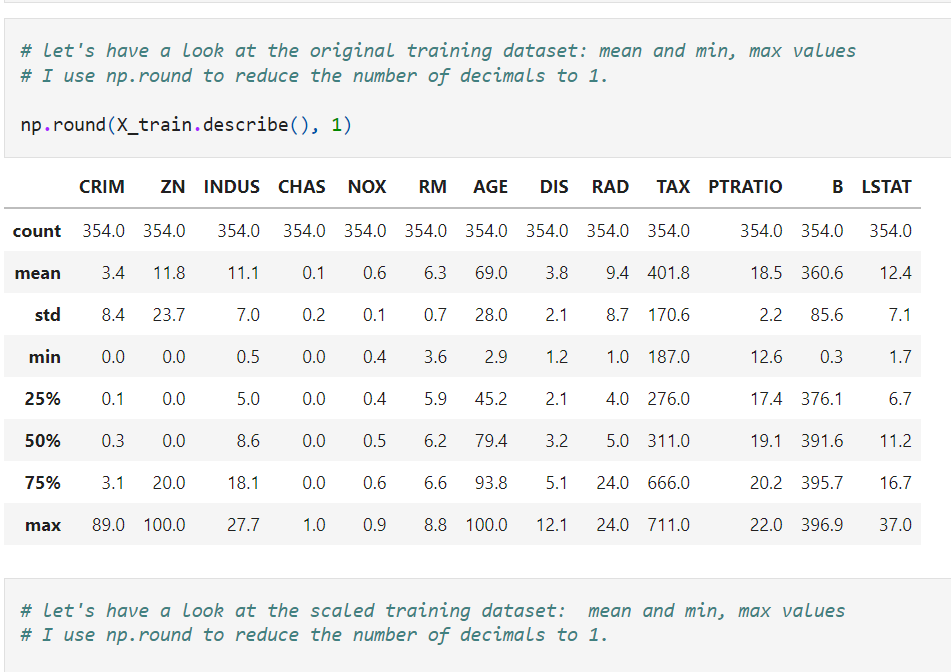 # Let's have a look at the original training dataset: mean and min, max values
# I use np.round to reduce the number of decimals to 1.
np.round(X_train.describe(), 1)
CRIM ZN INDUS CHAS NOX RM AGE DIS RAD TAX PTRATIO B LSTAT
count 354.0 354.0 354.0 354.0 354.0 354.0 354.0 354.0 354.0 354.0 354.0 354.0 354.0
mean 3.4 11.8 11.1 0.1 0.6 6.3 69.0 3.8 9.4 401.8 18.5 360.6 12.4
std 8.4 23.7 7.0 0.2 0.1 0.7 28.0 2.1 8.7 170.6 2.2 85.6 7.1
min 0.0 0.0 0.5 0.0 0.4 3.6 2.9 1.2 1.0 187.0 12.6 0.3 1.7
25% 0.1 0.0 5.0 0.0 0.4 5.9 45.2 2.1 4.0 276.0 17.4 376.1 6.7
50% 0.3 0.0 8.6 0.0 0.5 6.2 79.4 3.2 5.0 311.0 19.1 391.6 11.2
75% 3.1 20.0 18.1 0.0 0.6 6.6 93.8 5.1 24.0 666.0 20.2 395.7 16.7
max 89.0 100.0 27.7 1.0 0.9 8.8 100.0 12.1 24.0 711.0 22.0 396.9 37.0
# Let's have a look at the scaled training dataset:  mean and min, max values
# I use np.round to reduce the number of decimals to 1.